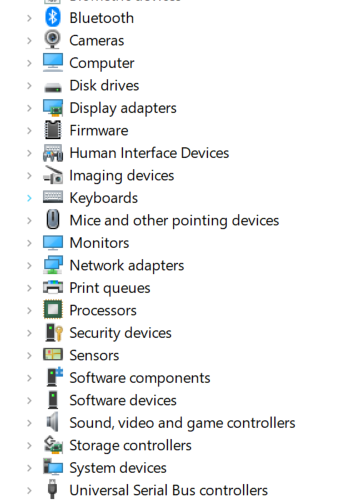 Biometric devices
Bluetooth
Cameras
Computer
Disk drives
Display adapters
Firmware
Human Interface Devices
Imaging devices
Keyboards
Mice and other pointing devices
Monitors
Network adapters
Print queues
Processors
Security devices
Sensors
Software components
Software devices
Sound, video and game controllers
Storage controllers
System devices
Universal Serial Bus controllers